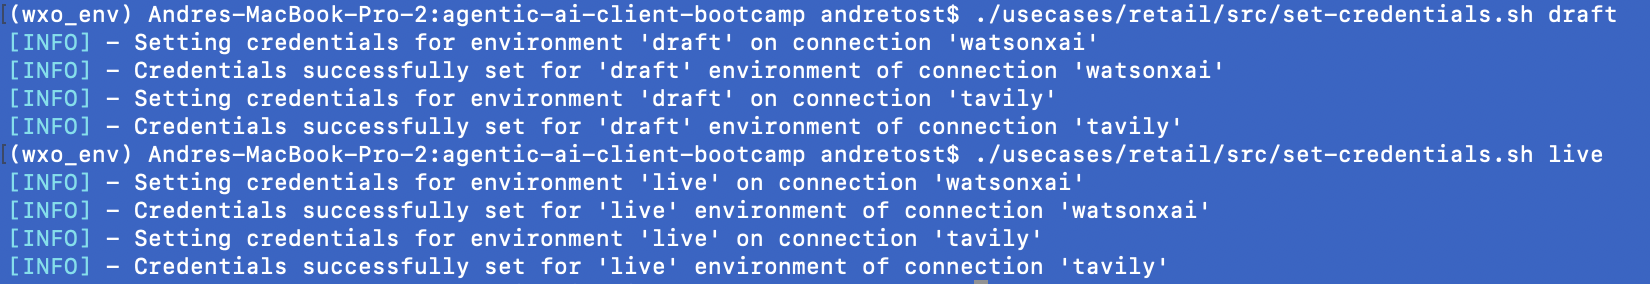 (wxo_env) Andres-MacBook-Pro-2:agentic-ai-client-bootcamp andretost$ ./usecases/retail/src/set-credentials.sh draft
[INFO] - Setting credentials for environment 'draft' on connection 'watsonxai'
[INFO] - Credentials successfully set for 'draft' environment of connection 'watsonxai'
[INFO] - Setting credentials for environment 'draft' on connection 'tavily'
[INFO] - Credentials successfully set for 'draft' environment of connection 'tavily'
(wxo_env) Andres-MacBook-Pro-2:agentic-ai-client-bootcamp andretost$ ./usecases/retail/src/set-credentials.sh live
[INFO] - Setting credentials for environment 'live' on connection 'watsonxai'
[INFO] - Credentials successfully set for 'live' environment of connection 'watsonxai'
[INFO] - Setting credentials for environment 'live' on connection 'tavily'
[INFO] - Credentials successfully set for 'live' environment of connection 'tavily'